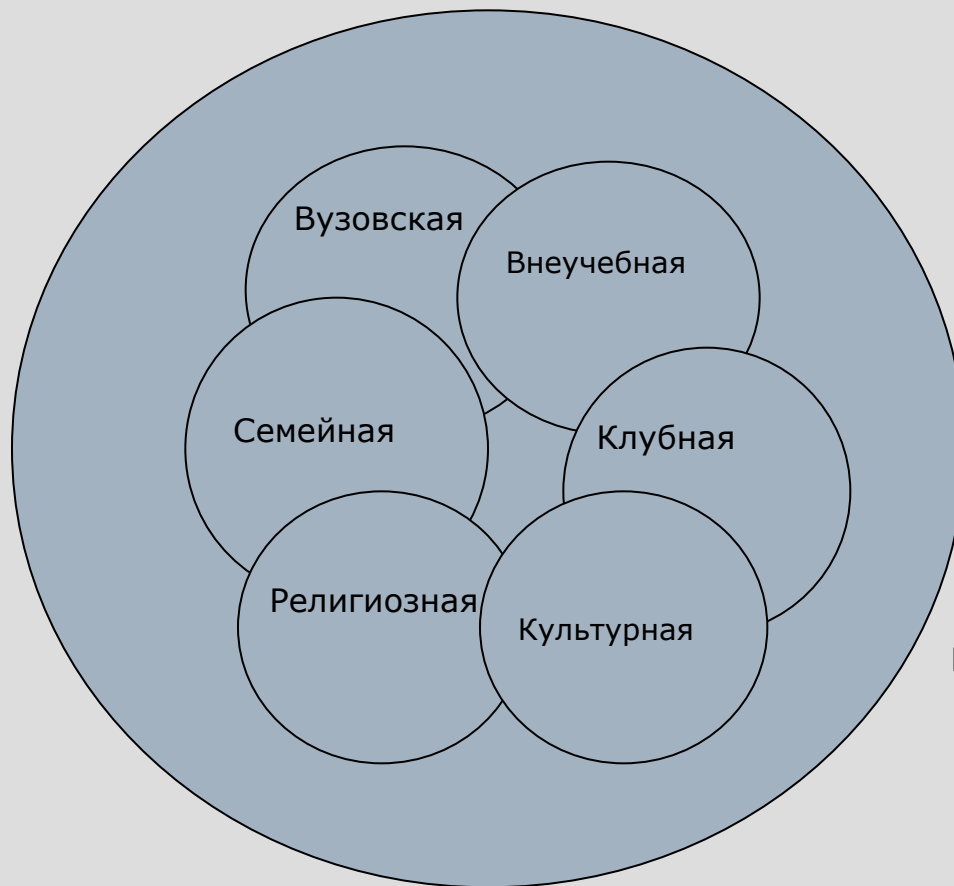 Вузовская
Внеучебная
Семейная
Клубная
Религиозная
Культурная